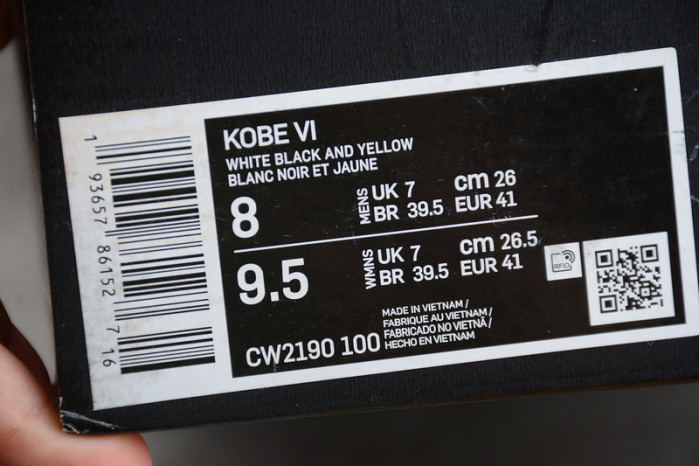 KOBE VI
WHITE BLACK AND YELLOW
BLANC NOIR ET JAUNE
8
MENS
UK 7
cm 26
BR 39.5
EUR 41
9.5
WMNS
UK 7
cm 26.5
BR 39.5
EUR 41
RFID
MADE IN VIETNAM /
FABRIQUE AU VIETNAM /
FABRICADO NO VIETNÃ /
HECHO EN VIETNAM
CW2190 100
1 93657 86152 7 16